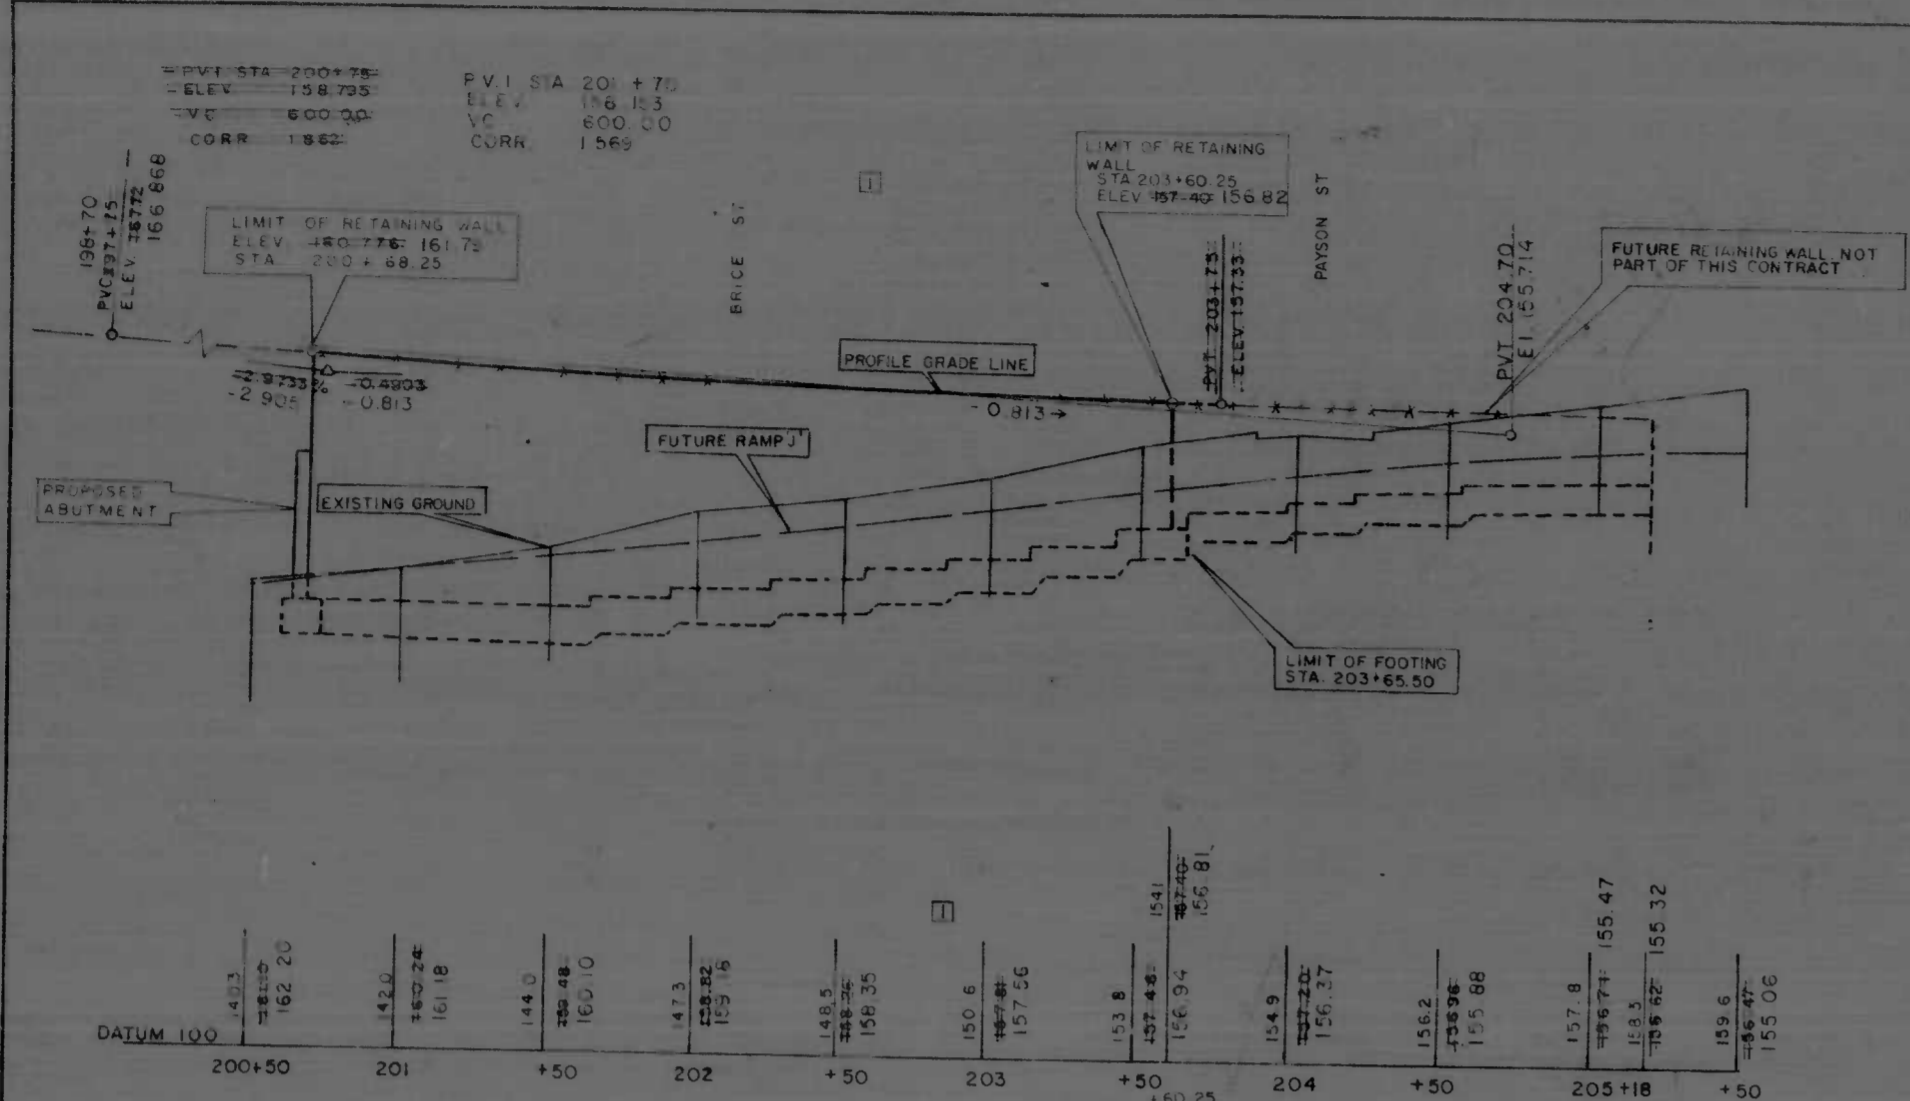 PVI STA 200+75
ELEV 158.795
VC 600.00
CORR 1862
P.V.I STA 201 + 70
ELEV
VC 600.00
CORR. 1 569
198+70
PVC 197+75
ELEV.
166 868
LIMIT OF RETAINING WALL
ELEV 160.776 161.75
STA 200 + 68.25
1
BRICE ST
LIMIT OF RETAINING
WALL
STA 203+60.25
ELEV 157.40 156.82
PAYSON ST
PVT 203+75
ELEV. 157.33
PVT 204.70
El. 155.714
FUTURE RETAINING WALL NOT
PART OF THIS CONTRACT
PROFILE GRADE LINE
-2.9733% -0.4803
-2 905 -0.813
-0.813→
FUTURE RAMP 'J'
PROPOSED
ABUTMENT
EXISTING GROUND
LIMIT OF FOOTING
STA. 203+65.50
1
DATUM 100
140.3
162 20
142.0
160.24
161.18
144 0
159.48
160.10
147 3
158.82
159.15
148.5
158.35
150.6
157.81
157 56
153 8
157 48
154.1
157.40
156.81
156.94
154.9
157.20
156.37
156.2
156.96
155.88
157.8
156.71
155.47
158.5
156.62
155 32
159.6
156.47
155 06
200+50
201
+50
202
+50
203
+50
+60.25
204
+50
205
+18
+50